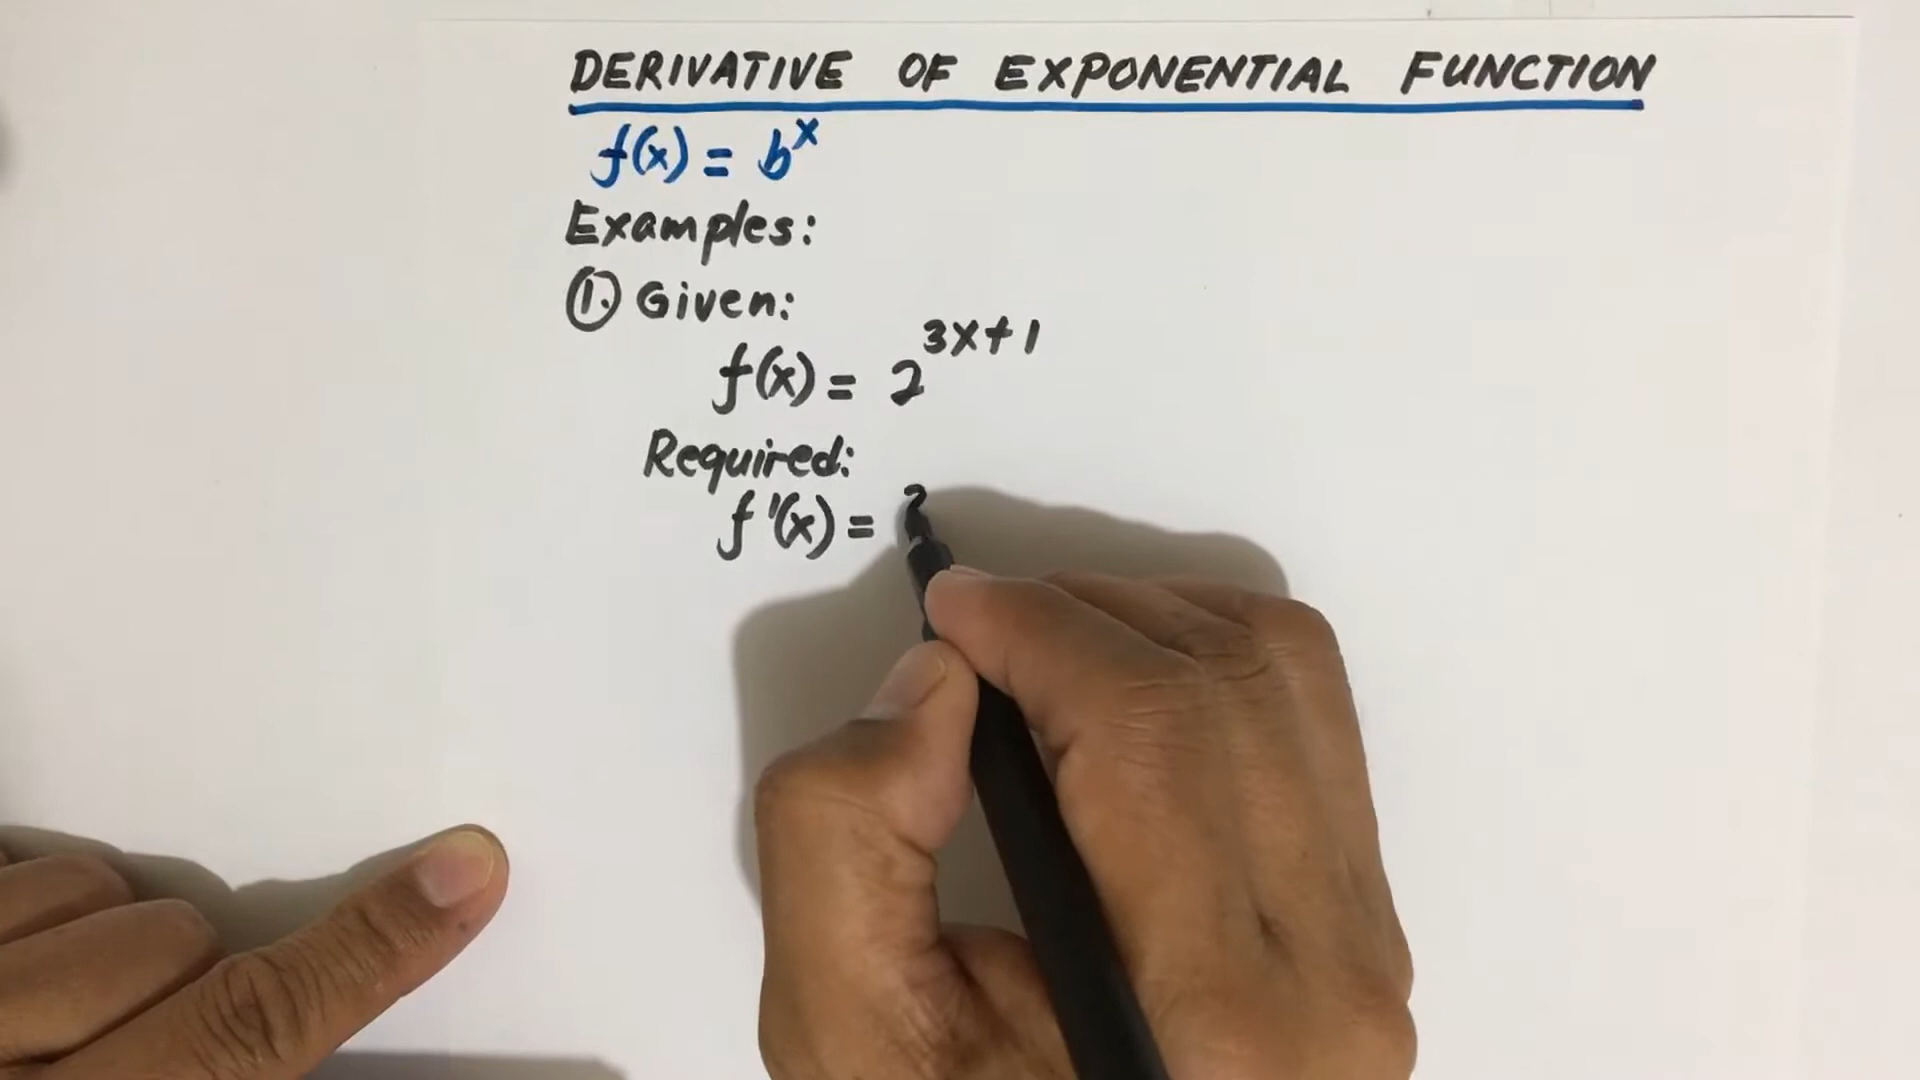 DERIVATIVE OF EXPONENTIAL FUNCTION
f(x) = b^x
Examples:
①. Given:
f(x) = 2^{3x+1}
Required:
f'(x) =